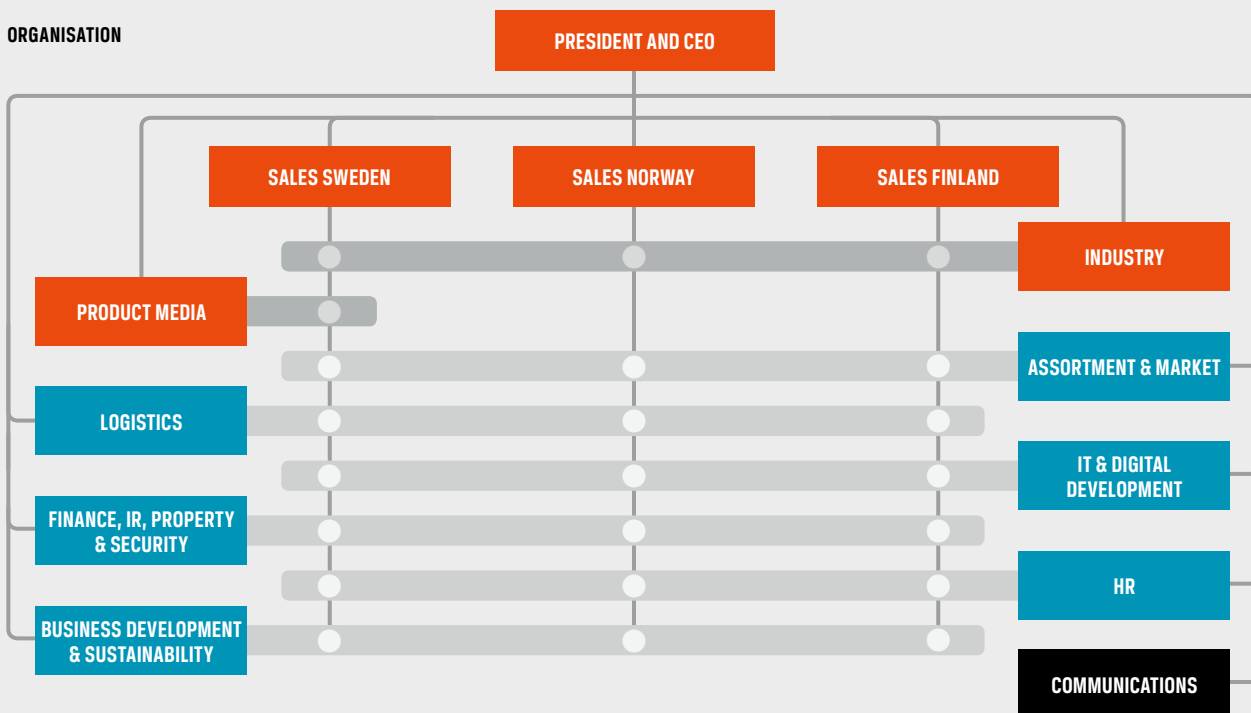 ORGANISATION
PRESIDENT AND CEO
SALES SWEDEN
SALES NORWAY
SALES FINLAND
INDUSTRY
PRODUCT MEDIA
ASSORTMENT & MARKET
LOGISTICS
IT & DIGITAL
DEVELOPMENT
FINANCE, IR, PROPERTY
& SECURITY
HR
BUSINESS DEVELOPMENT
& SUSTAINABILITY
COMMUNICATIONS